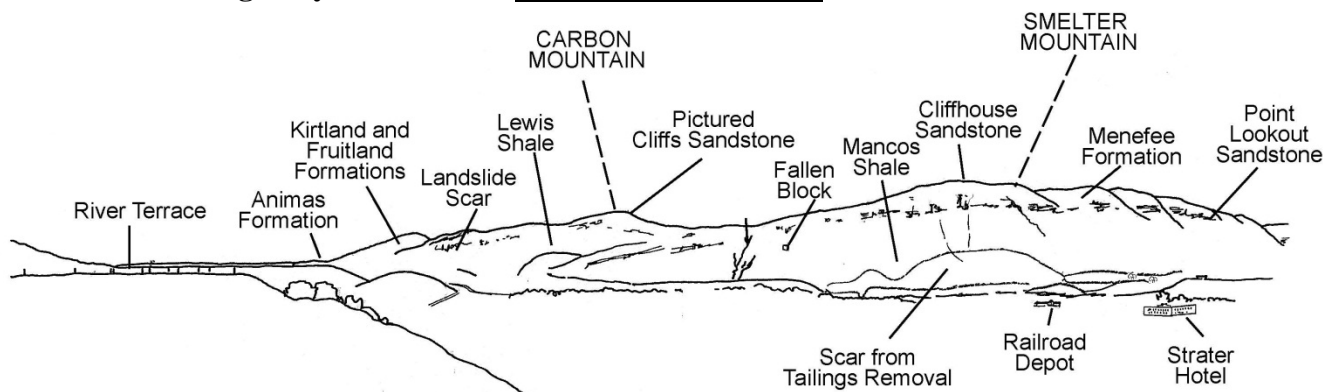 CARBON
MOUNTAIN
SMELTER
MOUNTAIN
Kirtland and
Fruitland
Formations
Lewis
Shale
Pictured
Cliffs Sandstone
Cliffhouse
Sandstone
Mancos
Shale
Menefee
Formation
Point
Lookout
Sandstone
Fallen
Block
Landslide
Scar
Animas
Formation
River Terrace
Scar from
Tailings Removal
Railroad
Depot
Strater
Hotel